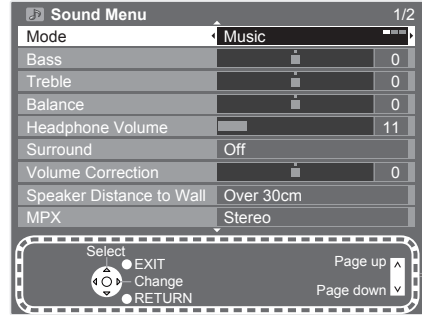 Sound Menu 1/2
Mode Music
Bass 0
Treble 0
Balance 0
Headphone Volume 11
Surround Off
Volume Correction 0
Speaker Distance to Wall Over 30cm
MPX Stereo
Select
EXIT Page up
Change
RETURN Page down